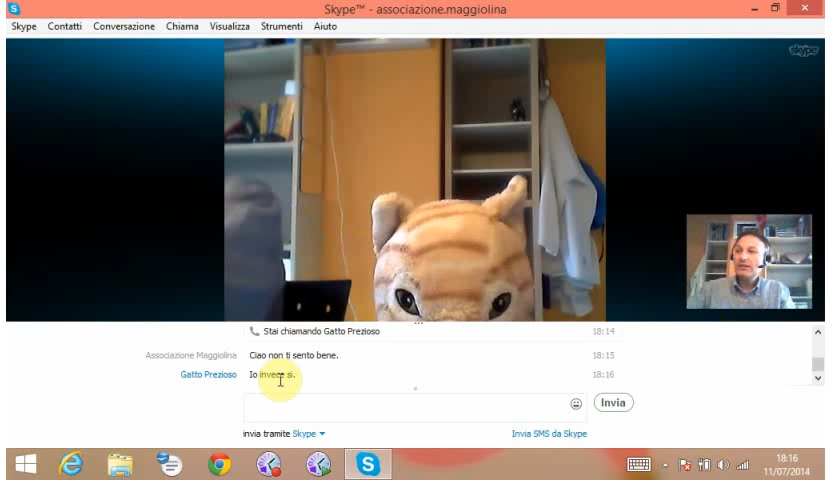 Skype™ - associazione.maggiolina
Skype Contatti Conversazione Chiama Visualizza Strumenti Aiuto
skype
Stai chiamando Gatto Prezioso 18:14
Associazione Maggiolina Ciao non ti sento bene. 18:15
Gatto Prezioso Io invece si. 18:16
Invia
invia tramite Skype Invia SMS da Skype
18:16
11/07/2014